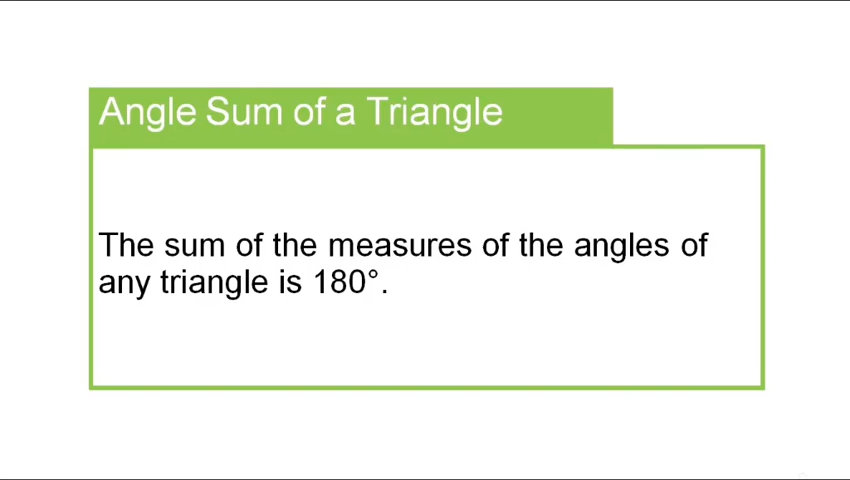 Angle Sum of a Triangle
The sum of the measures of the angles of
any triangle is 180°.